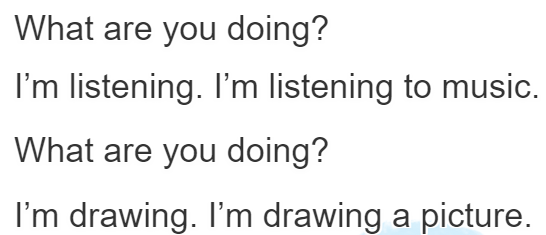 What are you doing?
I’m listening. I’m listening to music.
What are you doing?
I’m drawing. I’m drawing a picture.